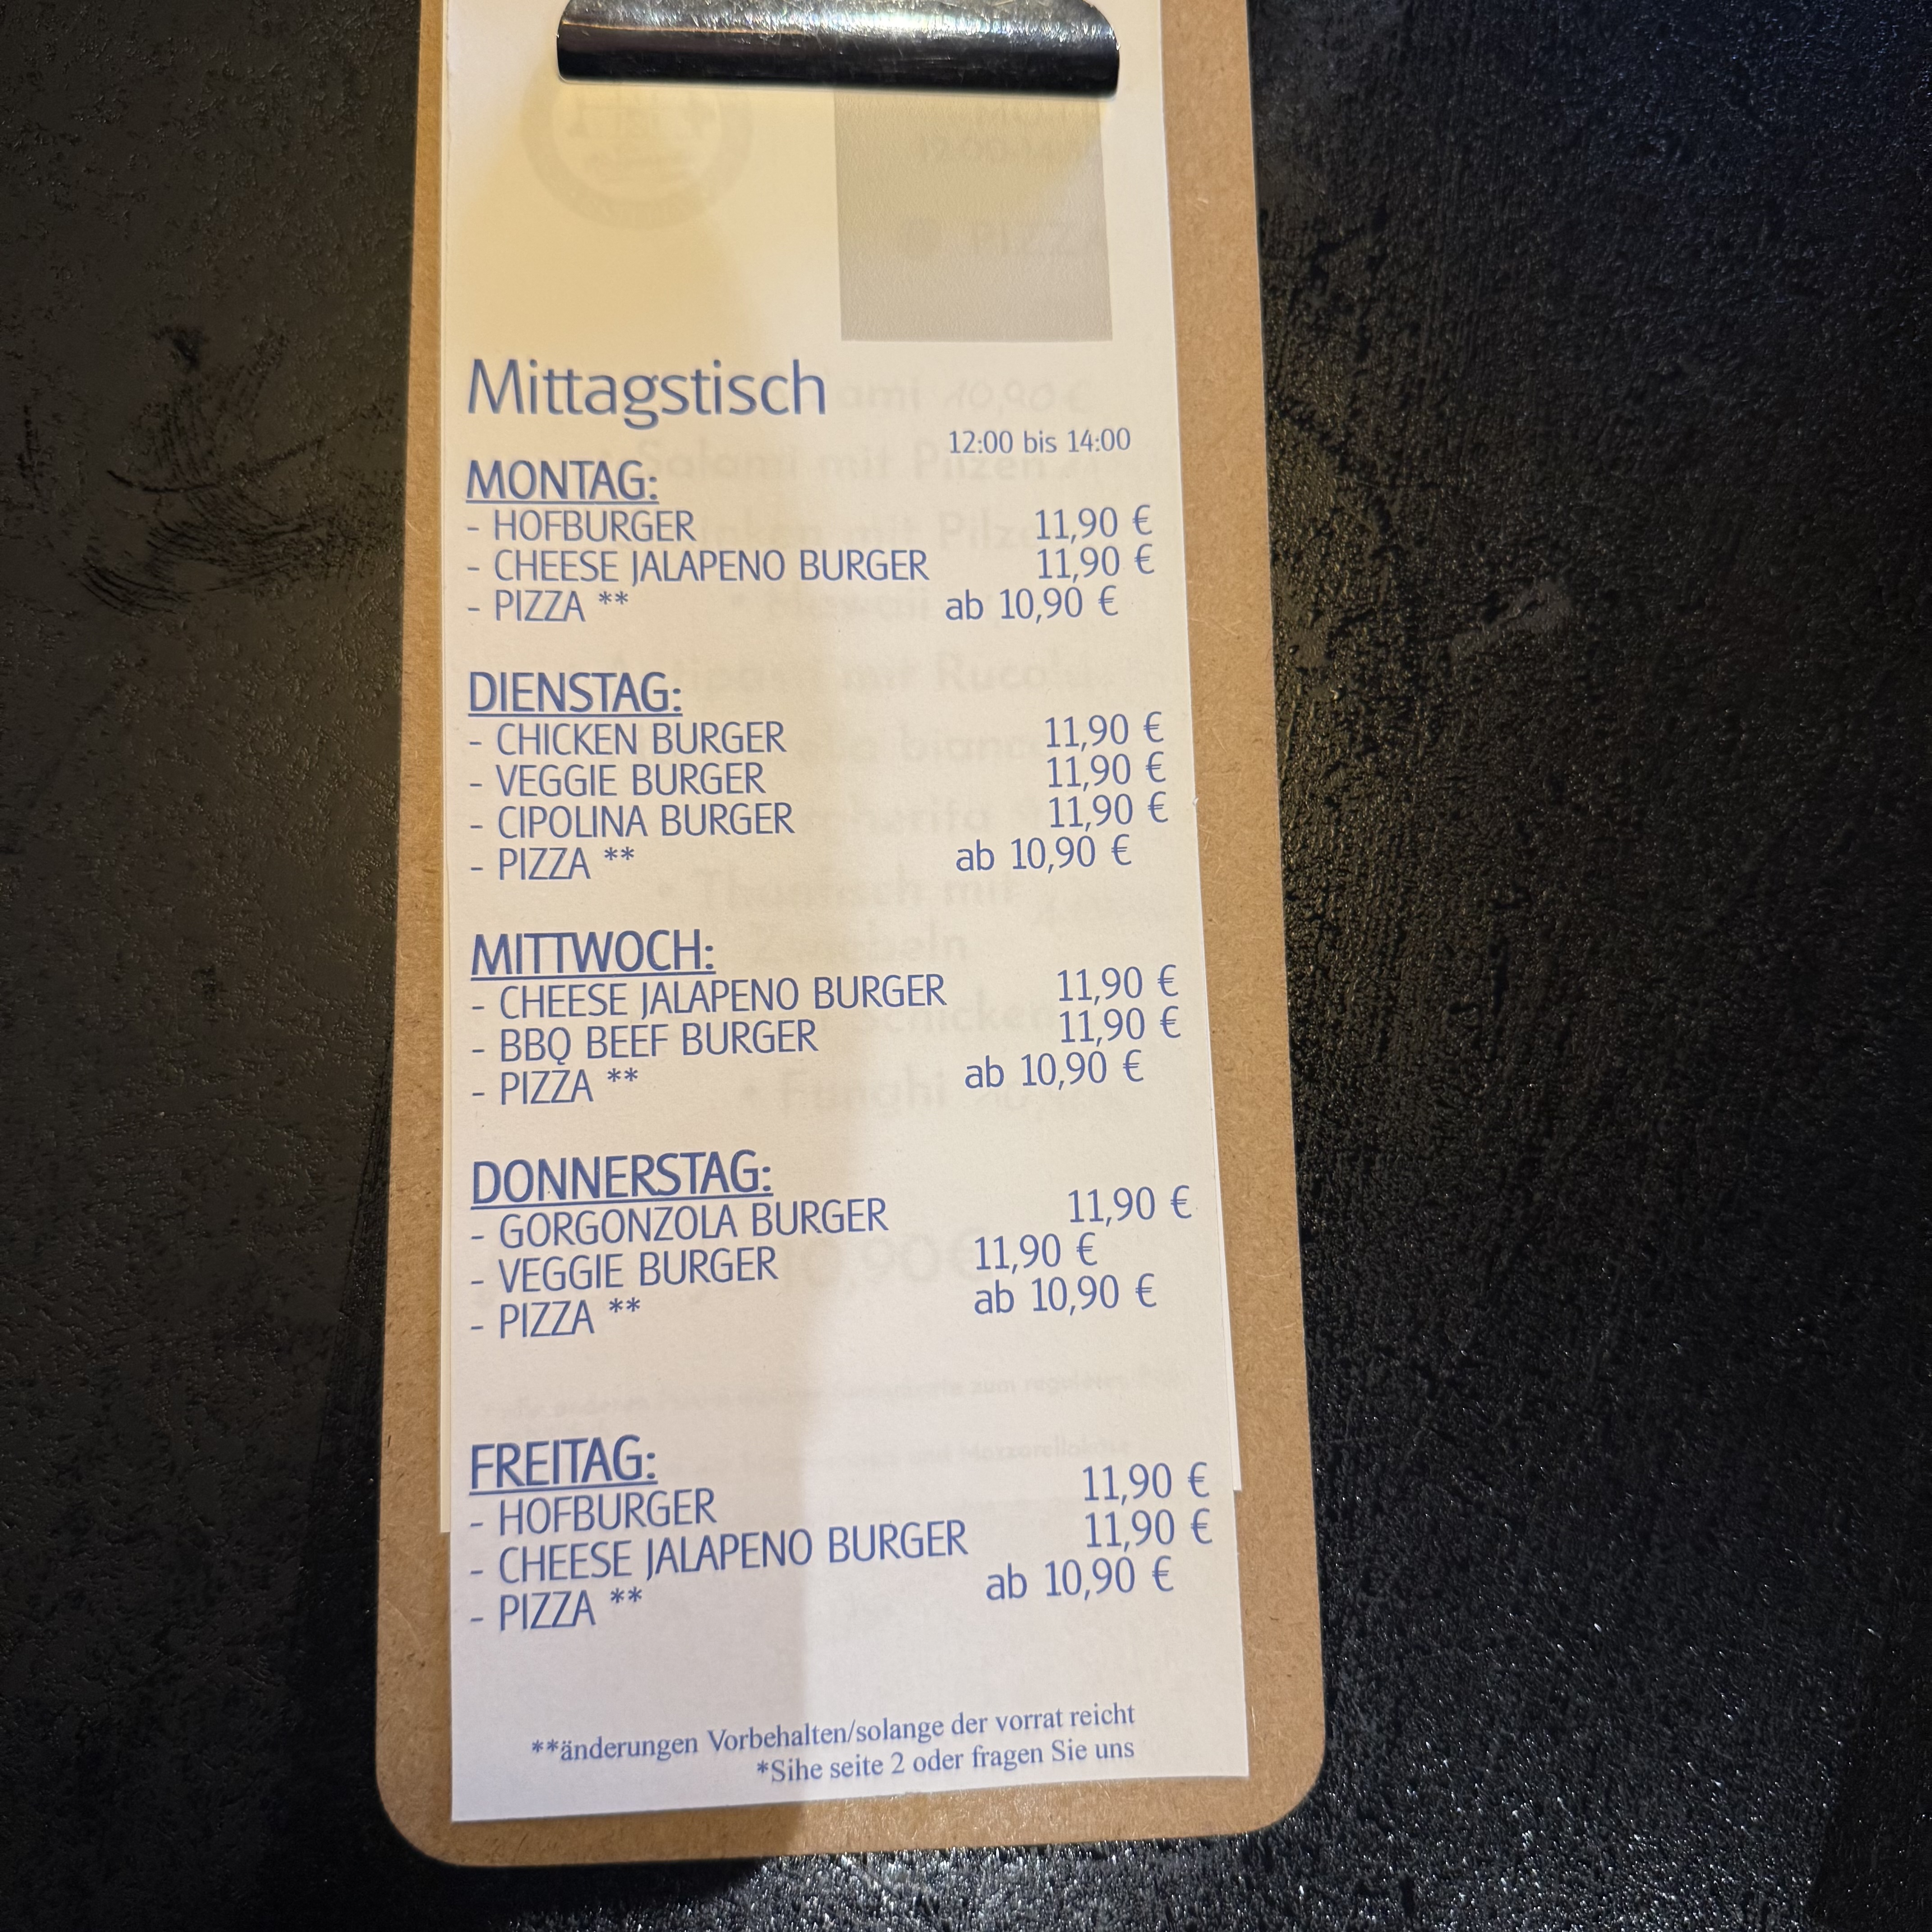 Mittagstisch
12:00 bis 14:00
MONTAG:
- HOFBURGER 11,90 €
- CHEESE JALAPENO BURGER 11,90 €
- PIZZA ** ab 10,90 €
DIENSTAG:
- CHICKEN BURGER 11,90 €
- VEGGIE BURGER 11,90 €
- CIPOLINA BURGER 11,90 €
- PIZZA ** ab 10,90 €
MITTWOCH:
- CHEESE JALAPENO BURGER 11,90 €
- BBQ BEEF BURGER 11,90 €
- PIZZA ** ab 10,90 €
DONNERSTAG:
- GORGONZOLA BURGER 11,90 €
- VEGGIE BURGER 11,90 €
- PIZZA ** ab 10,90 €
FREITAG:
- HOFBURGER 11,90 €
- CHEESE JALAPENO BURGER 11,90 €
- PIZZA ** ab 10,90 €
**änderungen Vorbehalten/solange der vorrat reicht
*Sihe seite 2 oder fragen Sie uns